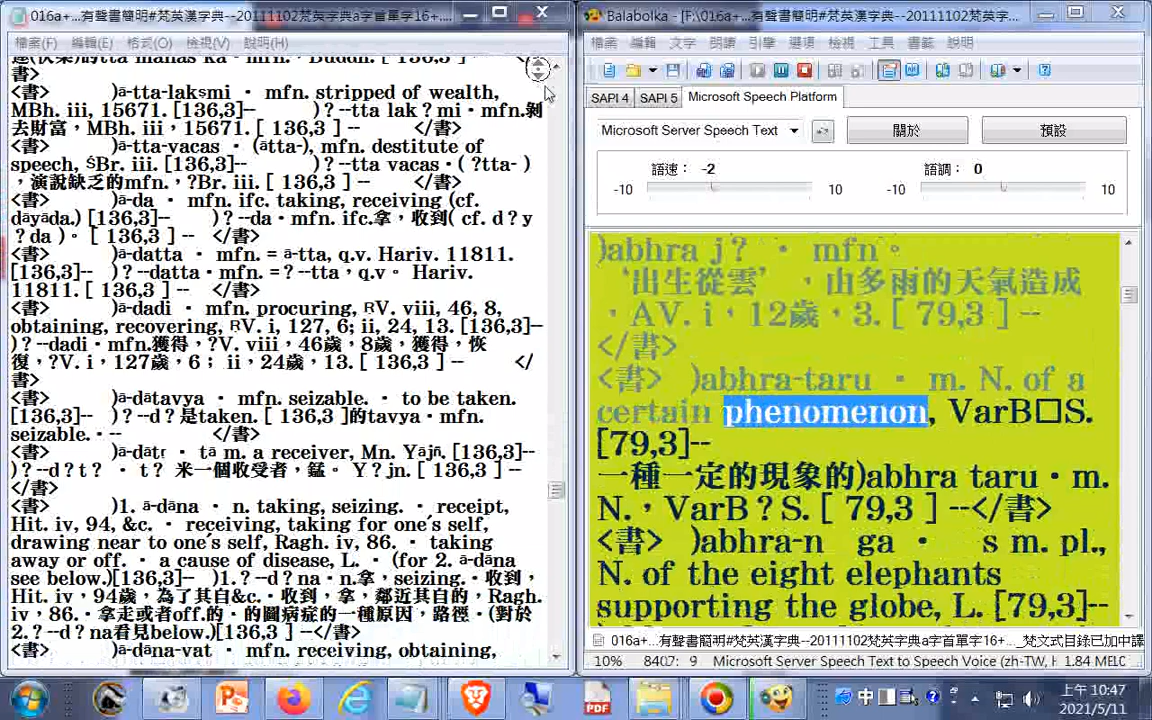 016a+...有聲書簡明#梵英漢字典--20111102梵英字典a字首單字16+...
檔案(F) 編輯(E) 格式(O) 檢視(V) 說明(H)
tta manas ka・mfn., Buddh. [ 136,3 ]
書>
<書> )ā-tta-lakṣmi ・ mfn. stripped of wealth,
MBh. iii, 15671. [136,3]-- )?--tta lak?mi・mfn.剝
去財富，MBh. iii，15671. [ 136,3 ] -- </書>
<書> )ā-tta-vacas ・ (ātta-), mfn. destitute of
speech, ŚBr. iii. [136,3]-- )?--tta vacas・( ?tta- )
，演說缺乏的mfn.，?Br. iii. [ 136,3 ] -- </書>
<書> )ā-da ・ mfn. ifc. taking, receiving (cf.
dāyāda.) [136,3]-- )?--da・mfn. ifc.拿，收到( cf. d?y
?da )。[ 136,3 ] -- </書>
<書> )ā-datta ・ mfn. = ā-tta, q.v. Hariv. 11811.
[136,3]-- )?--datta・mfn. =?--tta，q.v。 Hariv.
11811. [ 136,3 ] -- </書>
<書> )ā-dadi ・ mfn. procuring, RV. viii, 46, 8,
obtaining, recovering, RV. i, 127, 6; ii, 24, 13. [136,3]--
)?--dadi・mfn.獲得，?V. viii，46歲，8歲，獲得，恢
復，?V. i，127歲，6； ii，24歲，13. [ 136,3 ] </
書>
<書> )ā-dātavya ・ mfn. seizable. ・ to be taken.
[136,3]-- )?--d?是taken. [ 136,3 ]的tavya・mfn.
seizable.・-- </書>
<書> )ā-dātṛ ・ tā m. a receiver, Mn. Yājñ. [136,3]--
)?--d?t? ・ t? 米一個收受者，錳。 Y?jn. [ 136,3 ] --
</書>
<書> )1. ā-dāna ・ n. taking, seizing. ・ receipt,
Hit. iv, 94, &c. ・ receiving, taking for one's self,
drawing near to one's self, Ragh. iv, 86. ・ taking
away or off. ・ a cause of disease, L. ・ (for 2. ā-dāna
see below.)[136,3]-- )1.?--d?na・n.拿，seizing.・收到，
Hit. iv，94歲，為了其自&c.・收到，拿，鄰近其自的，Ragh.
iv，86.・拿走或者off.的・的圖病症的一種原因，路徑・(對於
2.?--d?na看見below.)[136,3 ] --</書>
<書> )ā-dāna-vat ・ mfn. receiving, obtaining,
Balabolka - [F:\016a+...有聲書簡明#梵英漢字典--20111102梵英字...
檔案 編輯 文字 朗讀 引擎 選項 檢視 工具 書籤 說明
SAPI 4 SAPI 5 Microsoft Speech Platform
Microsoft Server Speech Text 關於 預設
語速： -2 語調： 0
-10 10 -10 10
)abhra j? ・ mfn。
‘出生從雲’，由多雨的天氣造成
，AV. i，12歲，3. [ 79,3 ] --
</書>
<書> )abhra-taru ・ m. N. of a
certain phenomenon, VarB□S.
[79,3]--
一種一定的現象的)abhra taru・m.
N.，VarB？S. [ 79,3 ] --</書>
<書> )abhra-n ga ・ s m. pl.,
N. of the eight elephants
supporting the globe, L. [79,3]--
016a+...有聲書簡明#梵英漢字典--20111102梵英字典a字首單字16+..._梵文式目錄已加中譯
10% 8407: 9 Microsoft Server Speech Text to Speech Voice (zh-TW, H 1.84 MELC
中
上午 10:47
2021/5/11